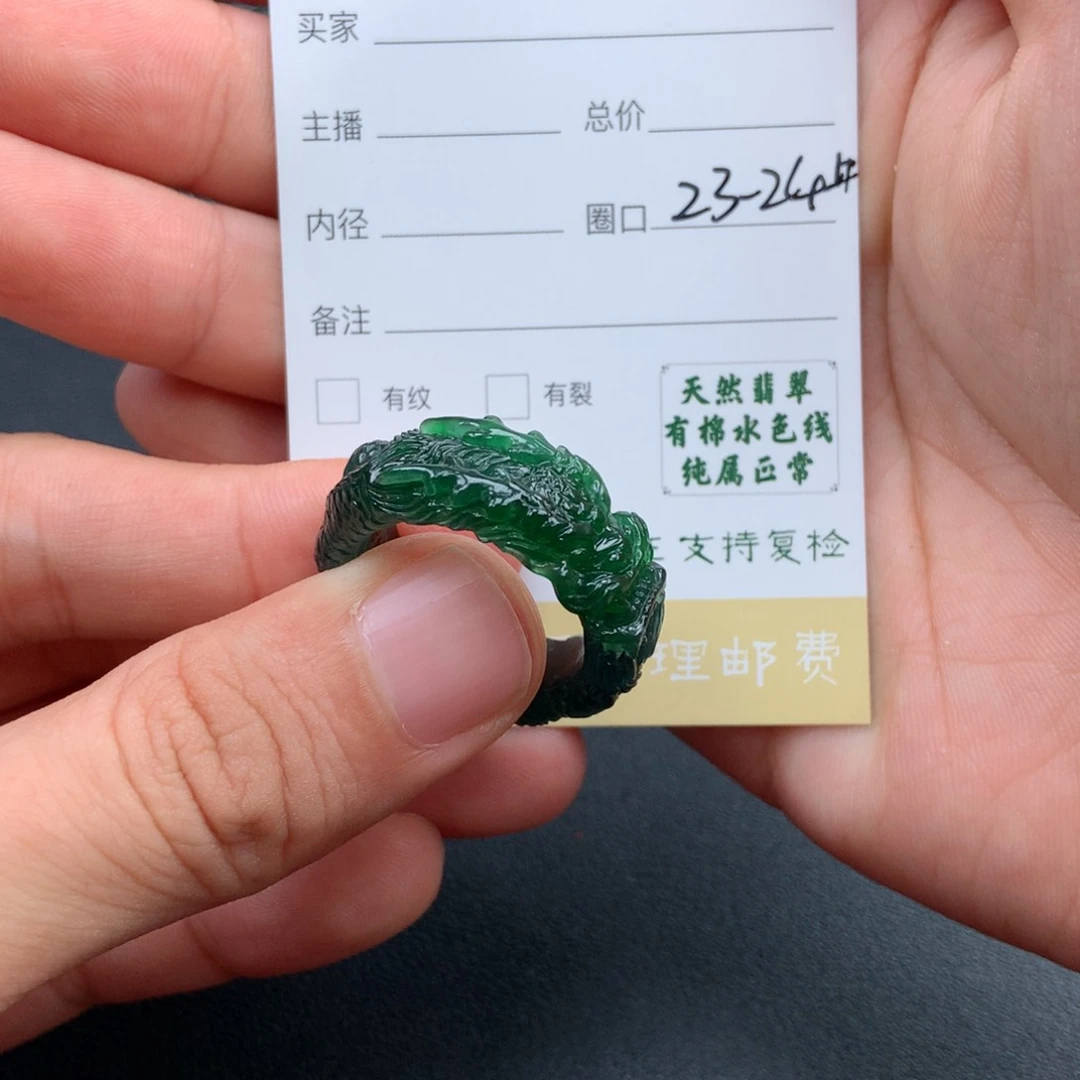 买家
主播 总价
内径 圈口 23-24#
备注
有纹 有裂
天然翡翠
有棉水色线
纯属正常
支持复检
理邮费